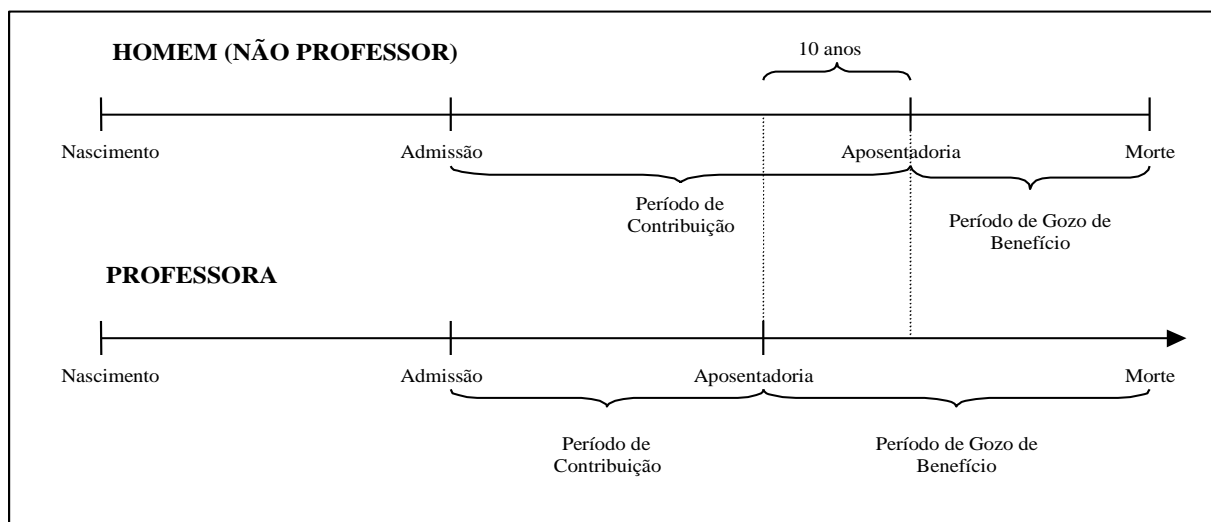 HOMEM (NÃO PROFESSOR)
10 anos
Nascimento
Admissão
Aposentadoria
Morte
Período de
Contribuição
Período de Gozo de
Benefício
PROFESSORA
Nascimento
Admissão
Aposentadoria
Morte
Período de
Contribuição
Período de Gozo de
Benefício